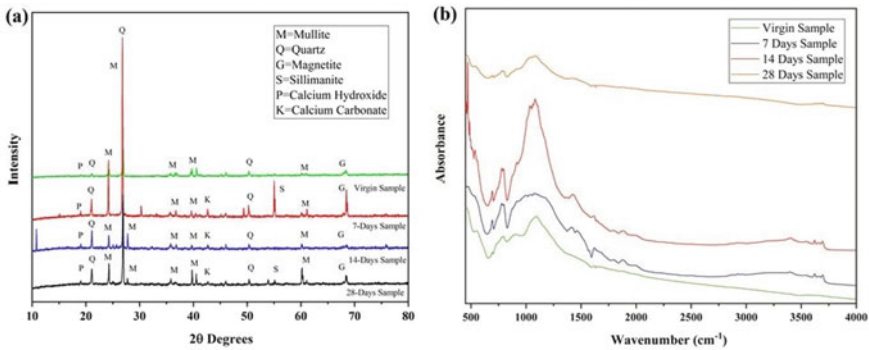 (a)
Q
M
M=Mullite
Q=Quartz
G=Magnetite
S=Sillimanite
P=Calcium Hydroxide
K=Calcium Carbonate
P Q M M M Q M G
Virgin Sample
P Q M M K Q S M G
7-Days Sample
P Q M M M M K Q M G
14-Days Sample
P Q M M M M K Q S M G
28-Days Sample
Intensity
10 20 30 40 50 60 70 80
2θ Degrees
(b)
Virgin Sample
7 Days Sample
14 Days Sample
28 Days Sample
Absorbance
500 1000 1500 2000 2500 3000 3500 4000
Wavenumber (cm⁻¹)